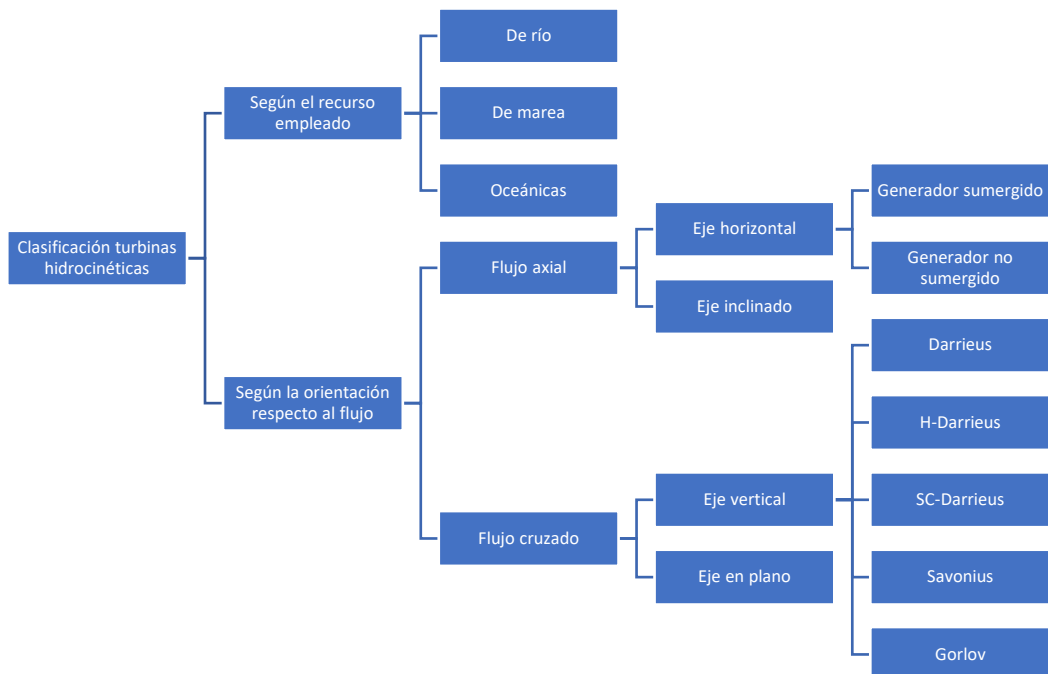 Clasificación turbinas
hidrocinéticas
Según el recurso
empleado
De río
De marea
Oceánicas
Según la orientación
respecto al flujo
Flujo axial
Eje horizontal
Generador sumergido
Generador no
sumergido
Eje inclinado
Flujo cruzado
Eje vertical
Darrieus
H-Darrieus
SC-Darrieus
Savonius
Gorlov
Eje en plano